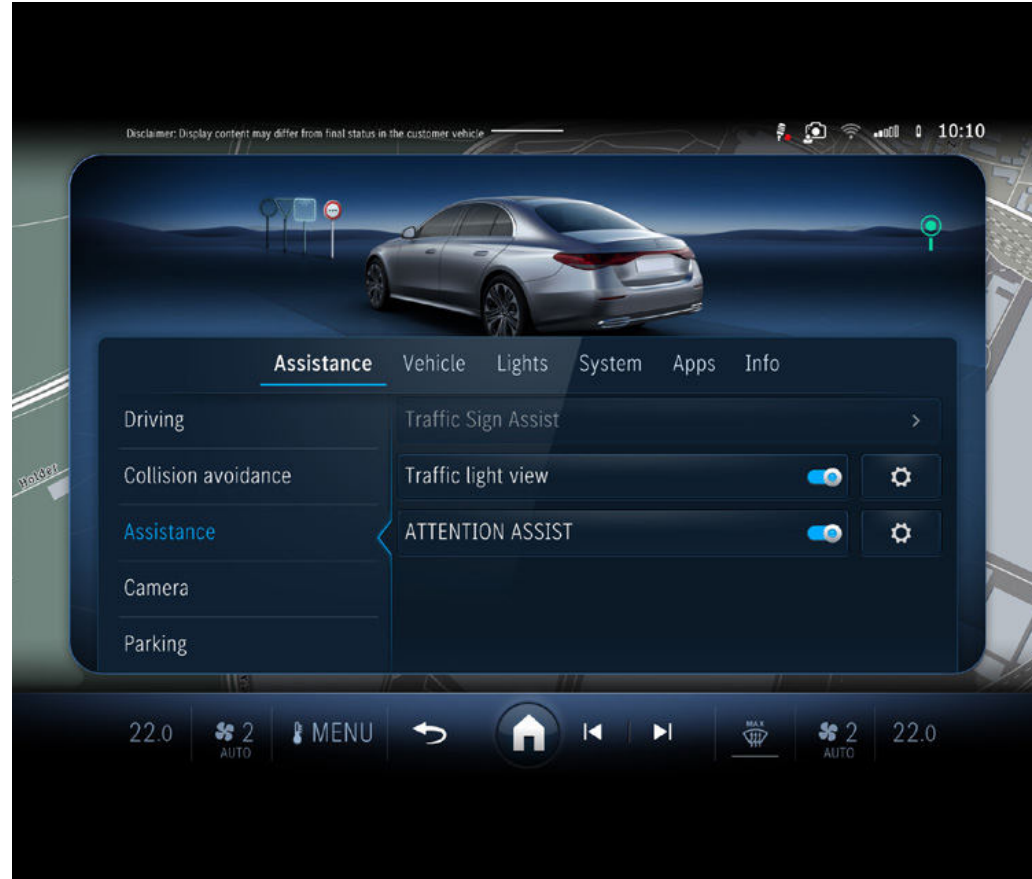 Disclaimer: Display content may differ from final status in the customer vehicle
10:10
Assistance Vehicle Lights System Apps Info
Driving
Traffic Sign Assist
Collision avoidance
Traffic light view
Assistance
ATTENTION ASSIST
Camera
Parking
Holder
22.0 2 AUTO MENU MAX 2 AUTO 22.0